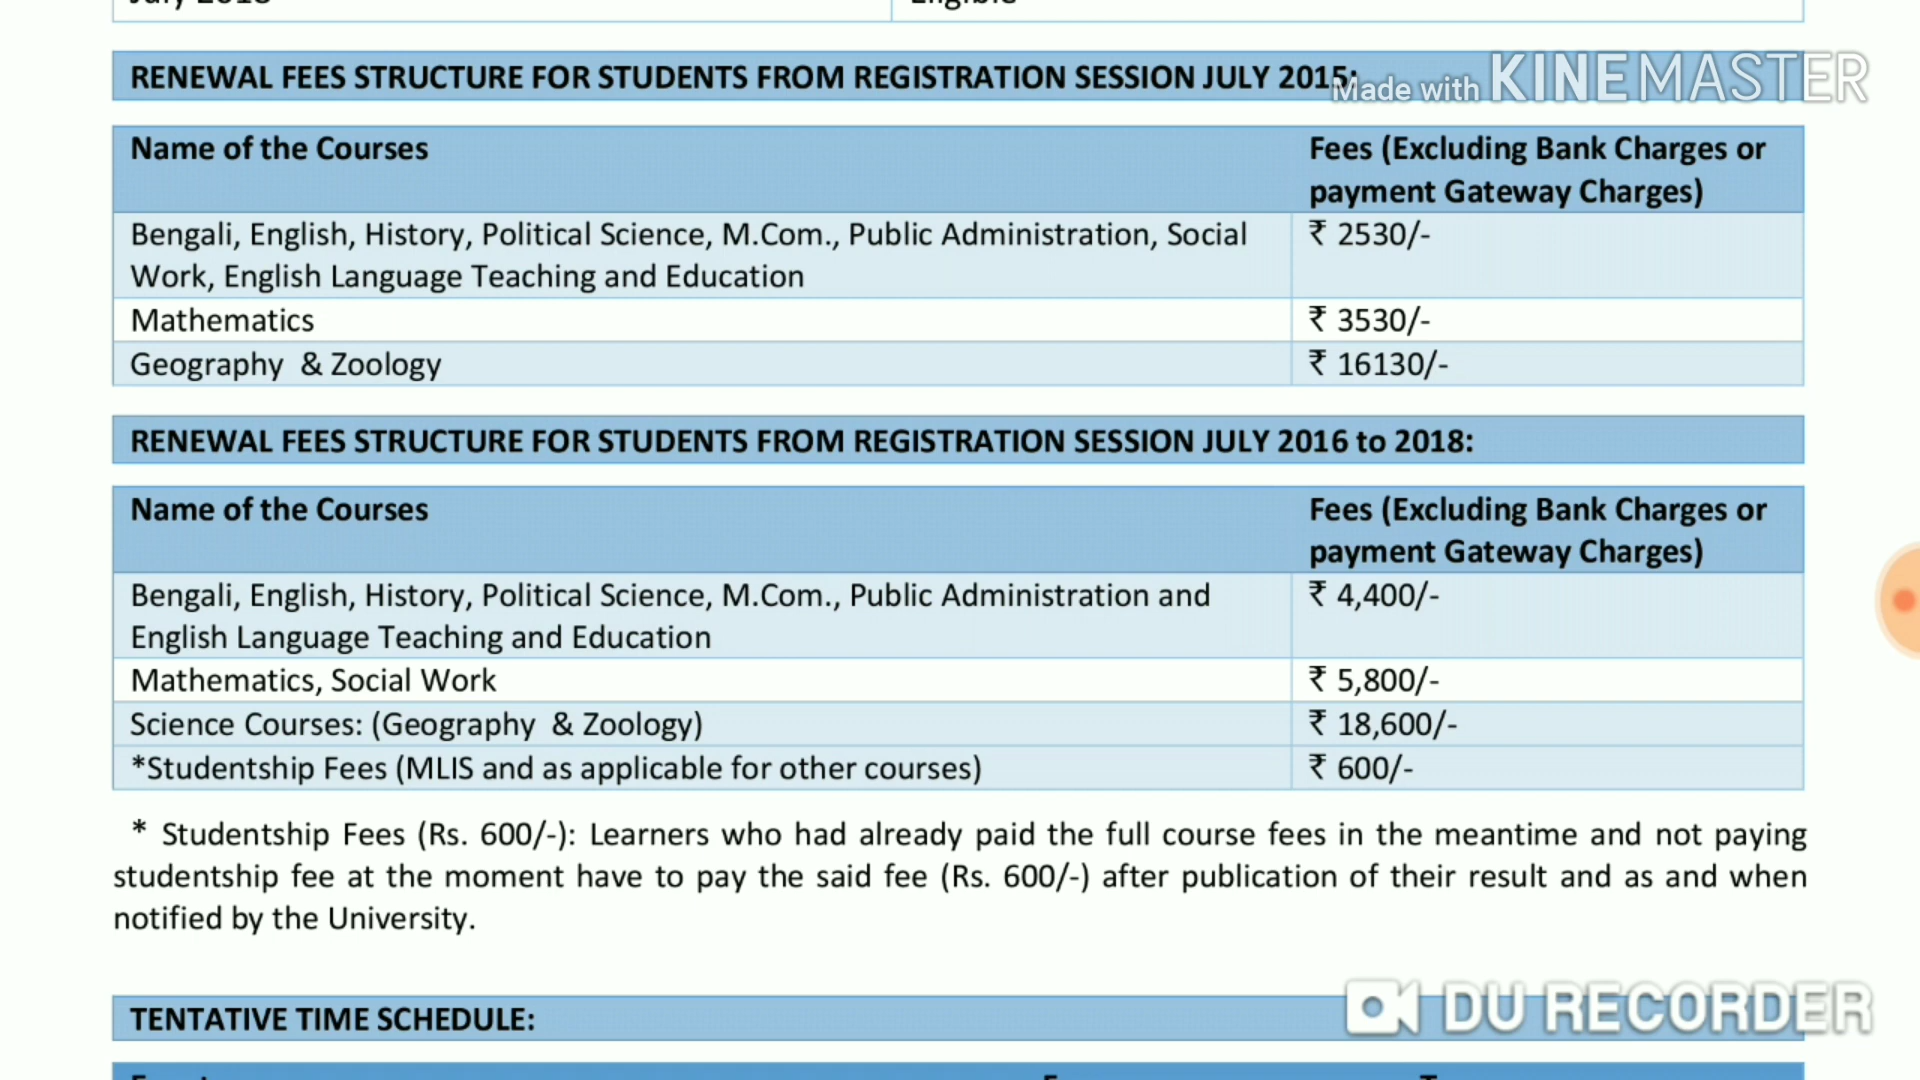 July 2018
Eligible
RENEWAL FEES STRUCTURE FOR STUDENTS FROM REGISTRATION SESSION JULY 2015:
Made with KINEMASTER
Name of the Courses
Fees (Excluding Bank Charges or
payment Gateway Charges)
Bengali, English, History, Political Science, M.Com., Public Administration, Social
Work, English Language Teaching and Education
₹ 2530/-
Mathematics
₹ 3530/-
Geography & Zoology
₹ 16130/-
RENEWAL FEES STRUCTURE FOR STUDENTS FROM REGISTRATION SESSION JULY 2016 to 2018:
Name of the Courses
Fees (Excluding Bank Charges or
payment Gateway Charges)
Bengali, English, History, Political Science, M.Com., Public Administration and
English Language Teaching and Education
₹ 4,400/-
Mathematics, Social Work
₹ 5,800/-
Science Courses: (Geography & Zoology)
₹ 18,600/-
*Studentship Fees (MLIS and as applicable for other courses)
₹ 600/-
* Studentship Fees (Rs. 600/-): Learners who had already paid the full course fees in the meantime and not paying
studentship fee at the moment have to pay the said fee (Rs. 600/-) after publication of their result and as and when
notified by the University.
TENTATIVE TIME SCHEDULE:
DU RECORDER